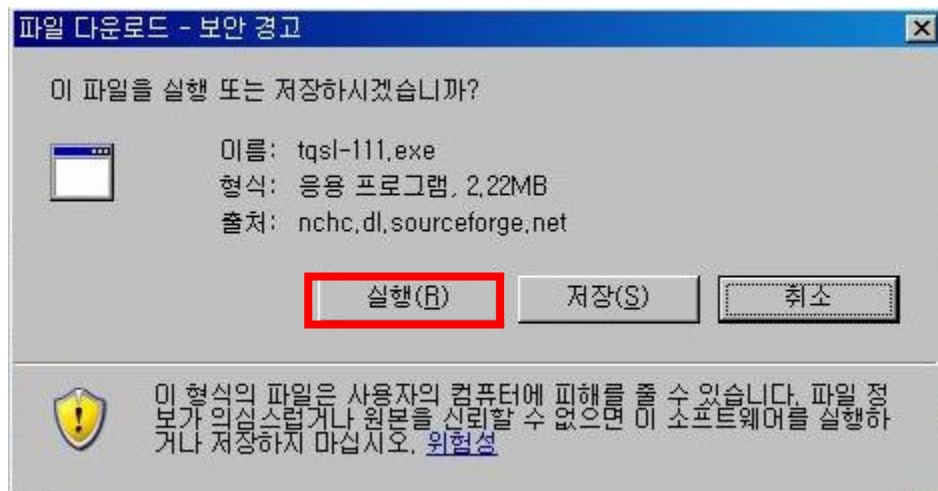 파일 다운로드 - 보안 경고
이 파일을 실행 또는 저장하시겠습니까?
이름: tqsl-111.exe
형식: 응용 프로그램, 2.22MB
출처: nchc.dl.sourceforge.net
실행(R) 저장(S) 취소
이 형식의 파일은 사용자의 컴퓨터에 피해를 줄 수 있습니다. 파일 정
보가 의심스럽거나 원본을 신뢰할 수 없으면 이 소프트웨어를 실행하
거나 저장하지 마십시오. 위험성